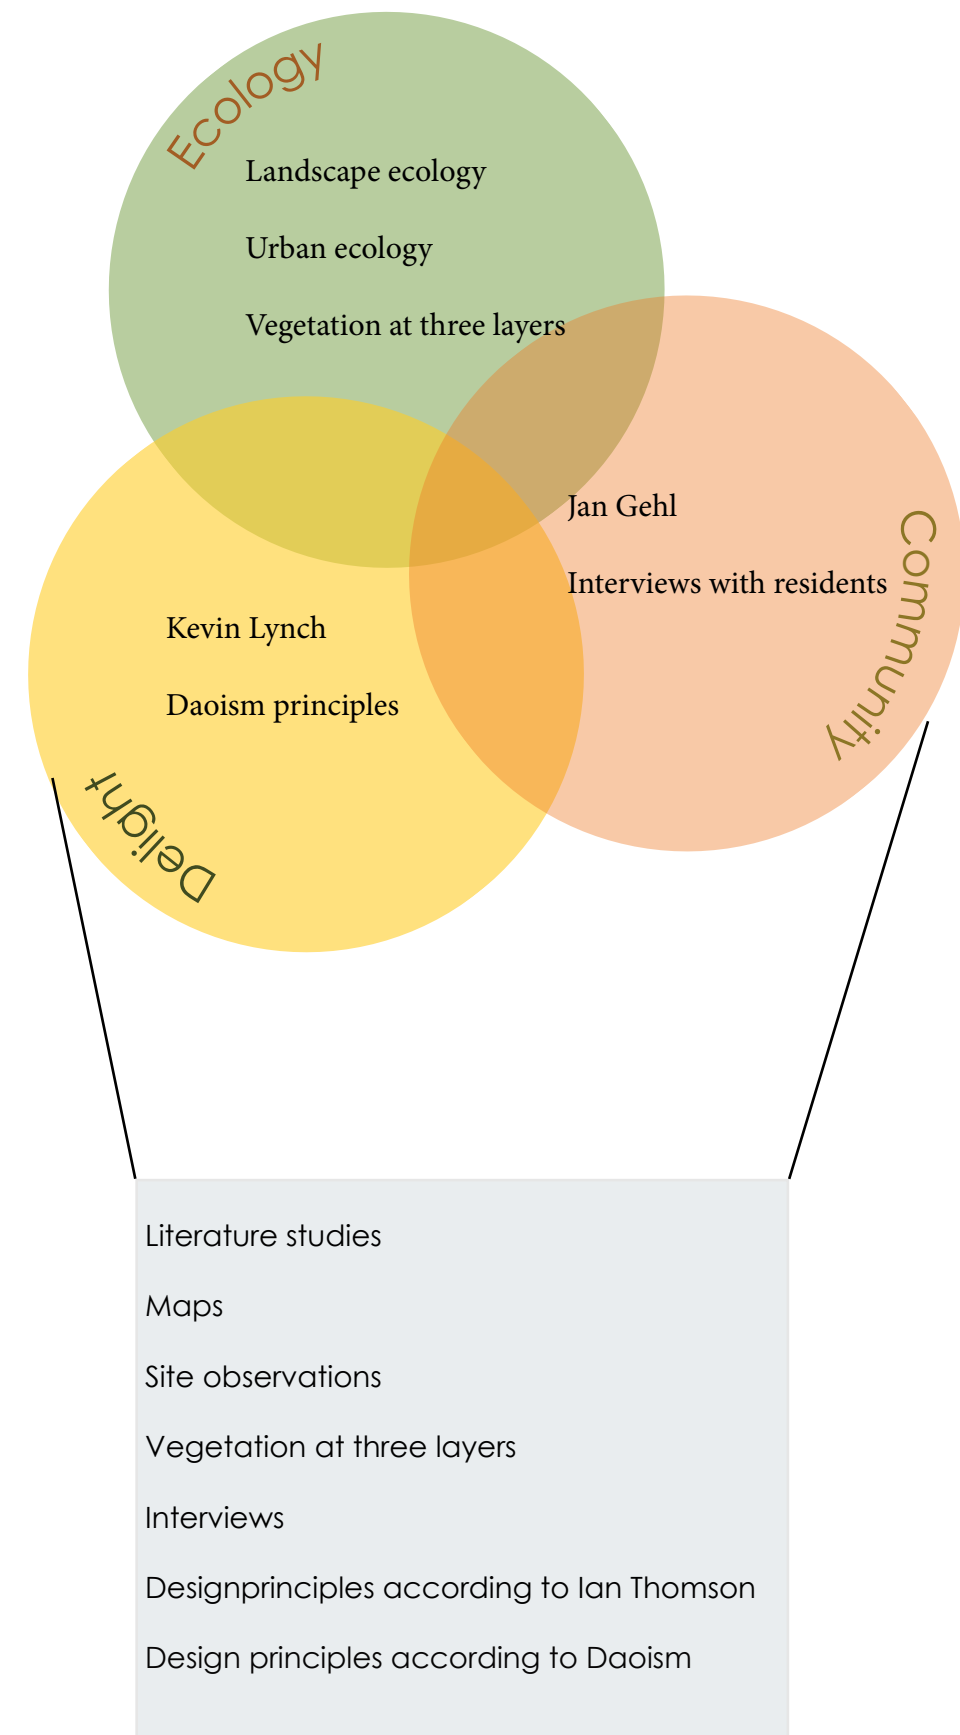 Ecology
Landscape ecology
Urban ecology
Vegetation at three layers
Jan Gehl
Interviews with residents
Community
Kevin Lynch
Daoism principles
Delight
Literature studies
Maps
Site observations
Vegetation at three layers
Interviews
Designprinciples according to Ian Thomson
Design principles according to Daoism